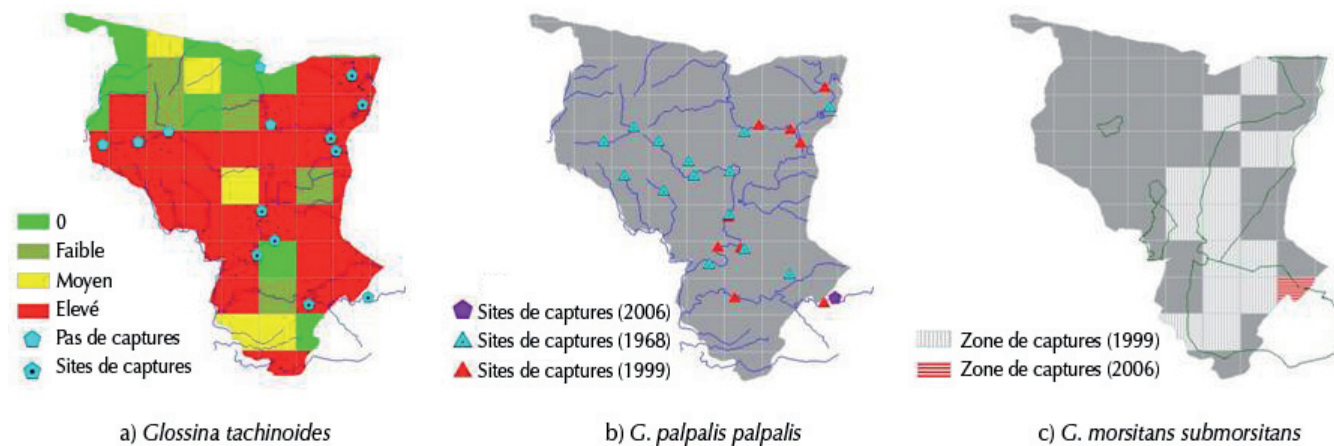 0
Faible
Moyen
Elevé
Pas de captures
Sites de captures
a) Glossina tachinoides
Sites de captures (2006)
Sites de captures (1968)
Sites de captures (1999)
b) G. palpalis palpalis
Zone de captures (1999)
Zone de captures (2006)
c) G. morsitans submorsitans